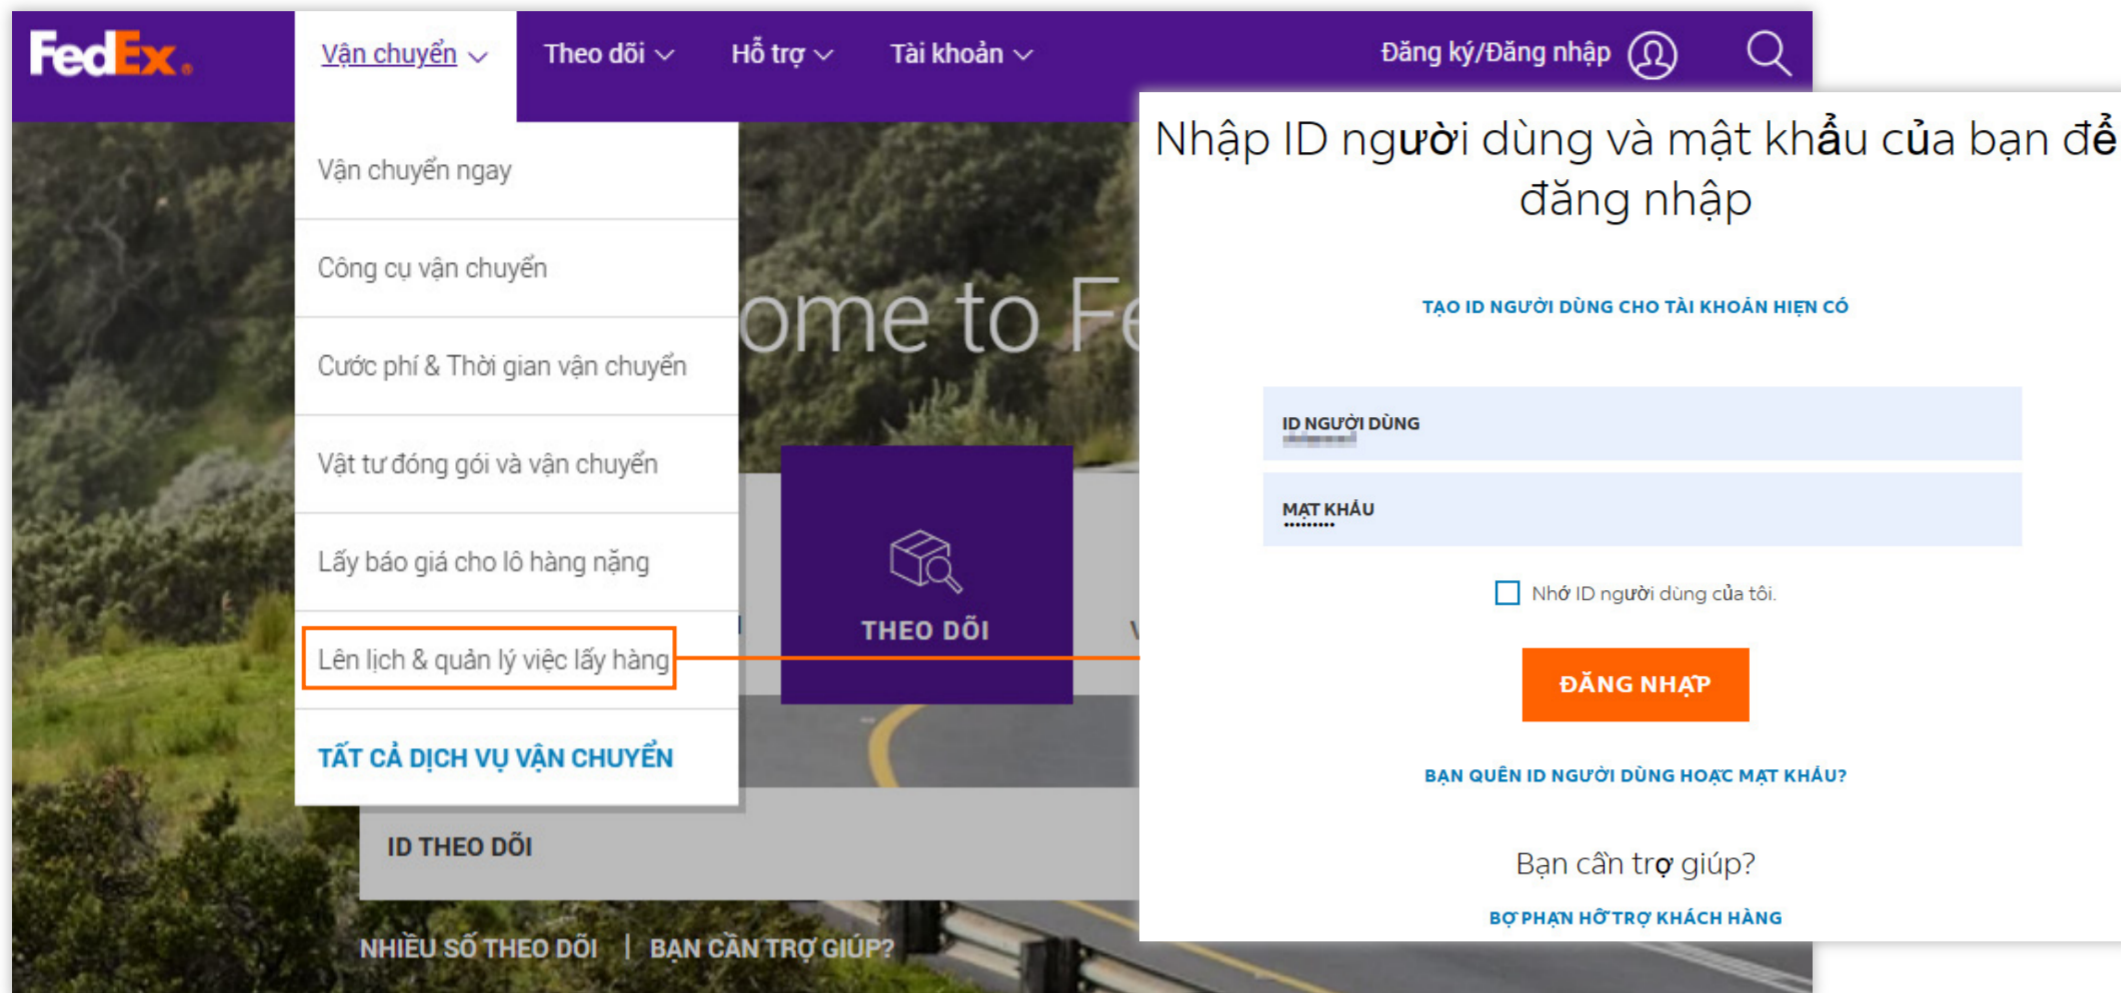 FedEx®
Vận chuyển
Theo dõi
Hỗ trợ
Tài khoản
Đăng ký/Đăng nhập
Vận chuyển ngay
Công cụ vận chuyển
Cước phí & Thời gian vận chuyển
Vật tư đóng gói và vận chuyển
Lấy báo giá cho lô hàng nặng
Lên lịch & quản lý việc lấy hàng
TẤT CẢ DỊCH VỤ VẬN CHUYỂN
ome to Fe
THEO DÕI
ID THEO DÕI
NHIỀU SỐ THEO DÕI | BẠN CẦN TRỢ GIÚP?
Nhập ID người dùng và mật khẩu của bạn để
đăng nhập
TẠO ID NGƯỜI DÙNG CHO TÀI KHOẢN HIỆN CÓ
ID NGƯỜI DÙNG
MẬT KHẨU
Nhớ ID người dùng của tôi.
ĐĂNG NHẬP
BẠN QUÊN ID NGƯỜI DÙNG HOẶC MẬT KHẨU?
Bạn cần trợ giúp?
BỘ PHẬN HỖ TRỢ KHÁCH HÀNG